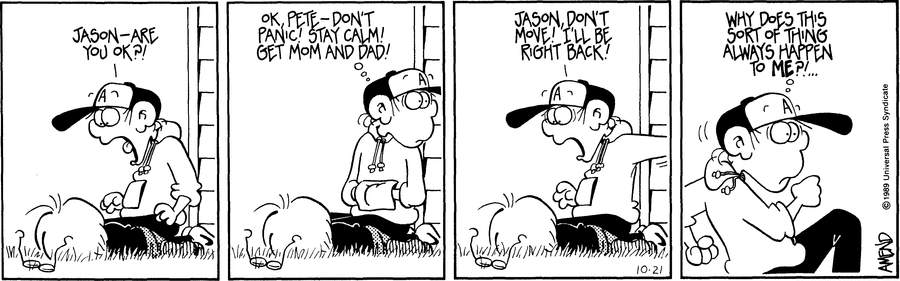 JASON-ARE
YOU OK?!
A
OK, PETE-DON'T
PANIC! STAY CALM!
GET MOM AND DAD!
A
JASON, DON'T
MOVE! I'LL BE
RIGHT BACK!
A
10-21
WHY DOES THIS
SORT OF THING
ALWAYS HAPPEN
TO ME?!...
A
©1989 Universal Press Syndicate
AMEND